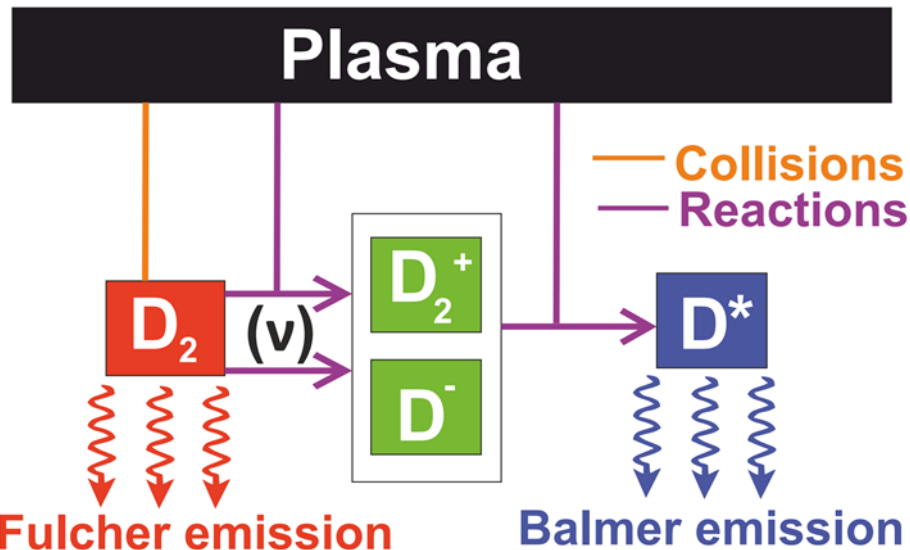 Plasma
Collisions
Reactions
D₂
(ν)
D₂⁺
D⁻
D*
Fulcher emission
Balmer emission